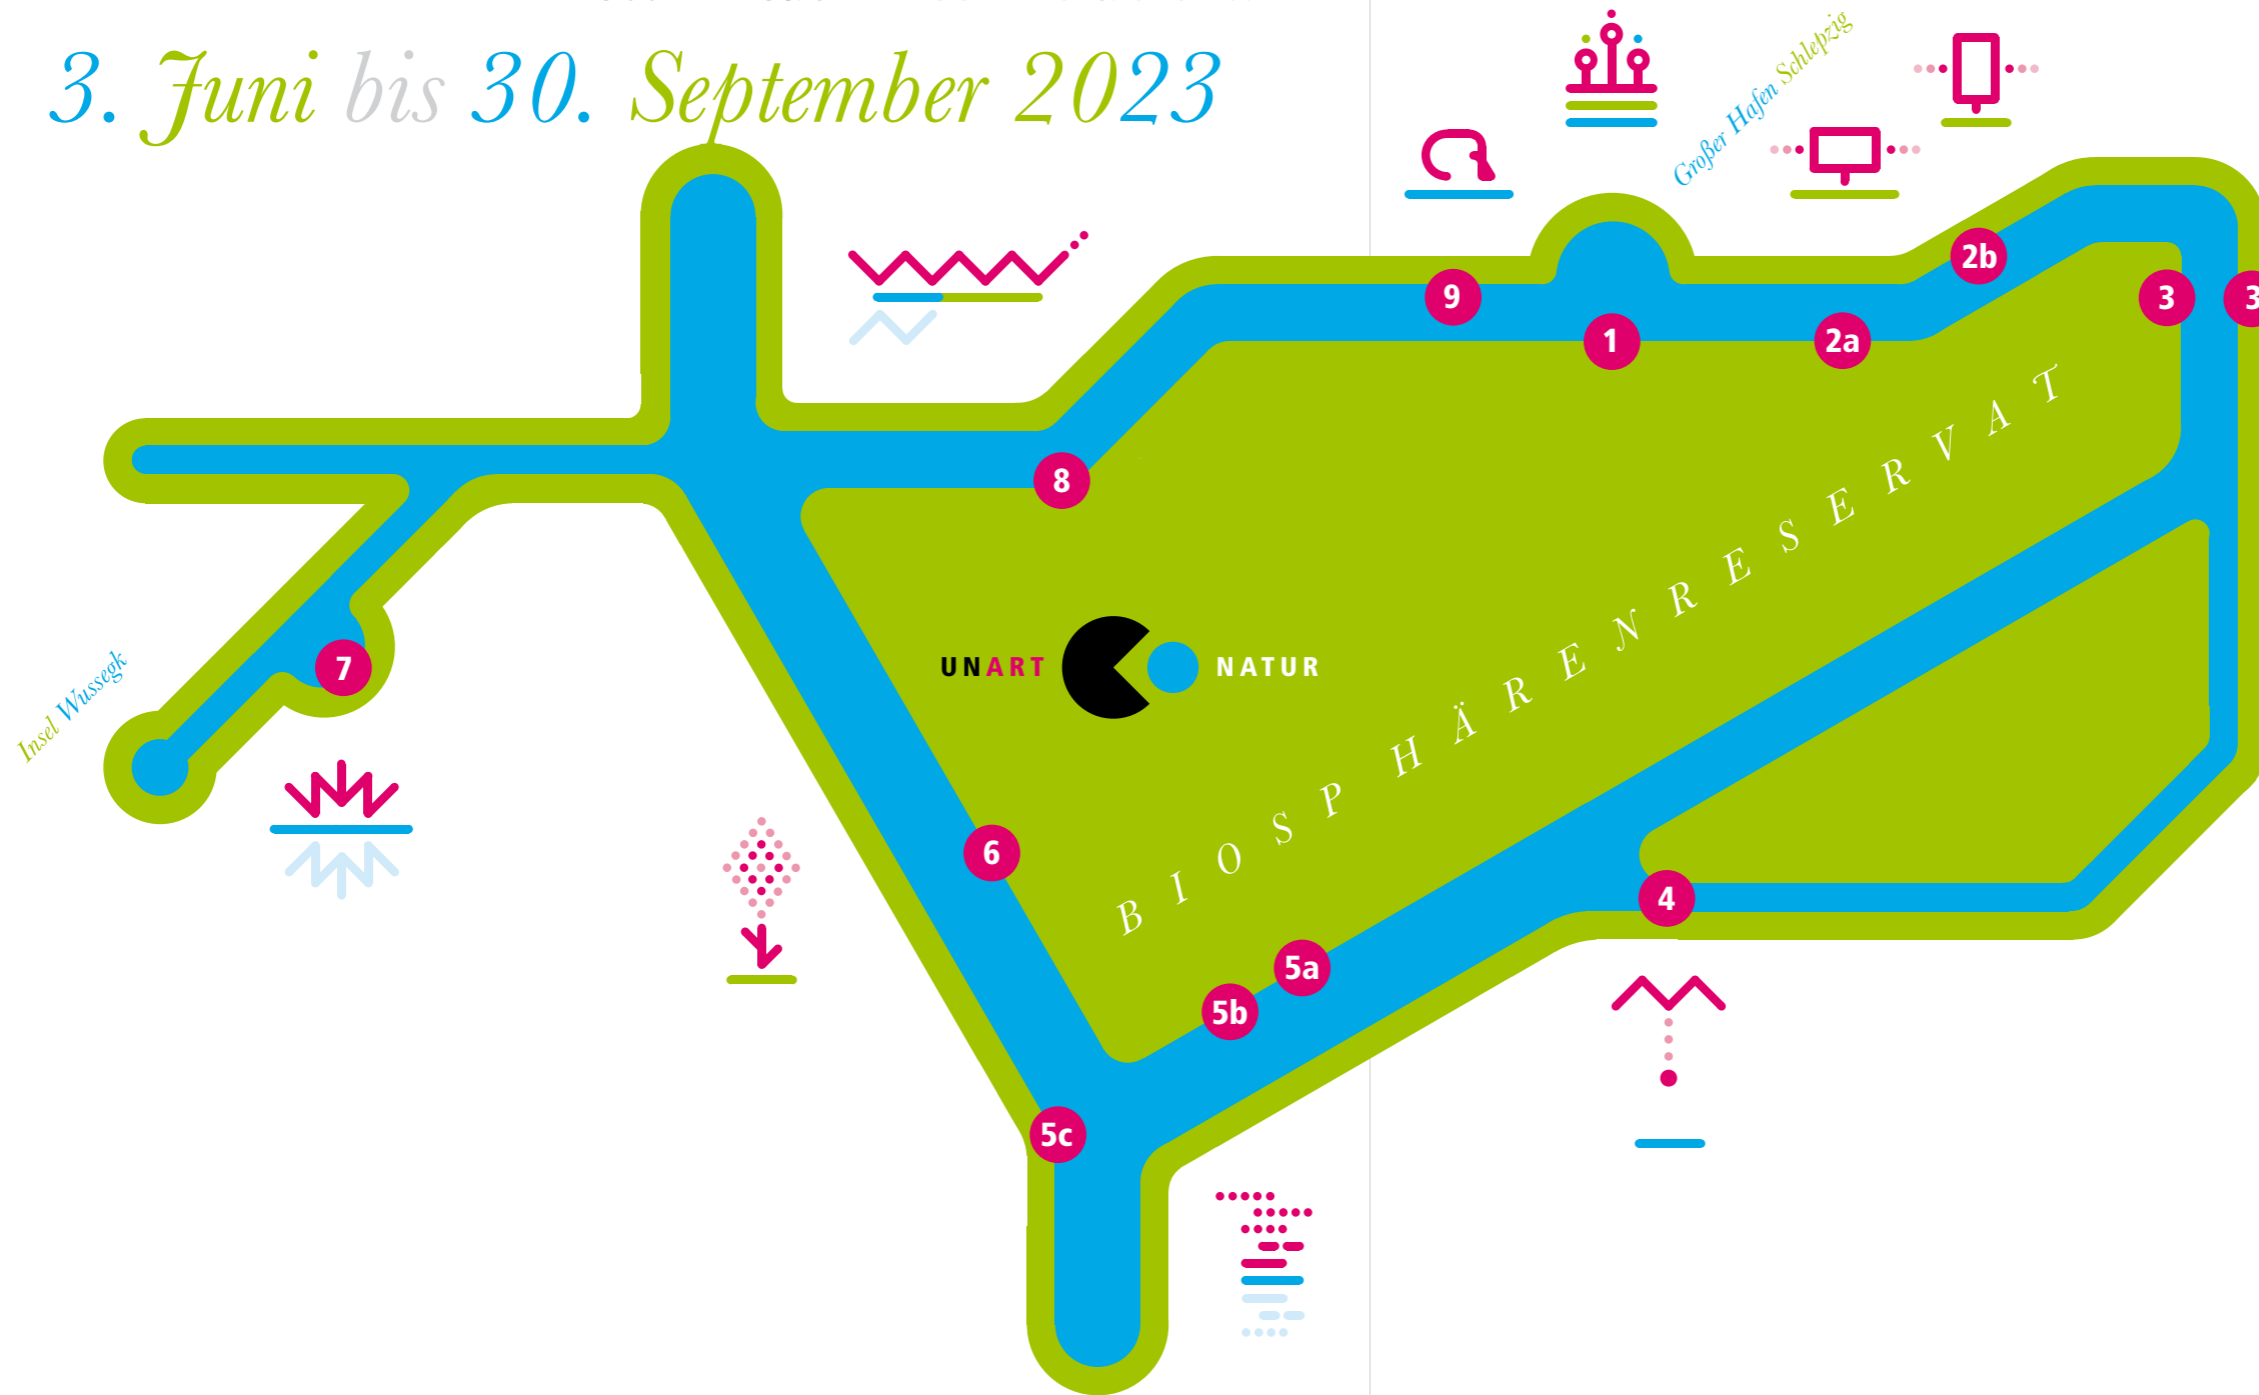 3. Juni bis 30. September 2023
Großer Hafen Schlepzig
2b
9
3
3
1
2a
8
BIOSPHÄRENRESERVAT
UNART NATUR
7
Insel Wussegk
6
4
5a
5b
5c